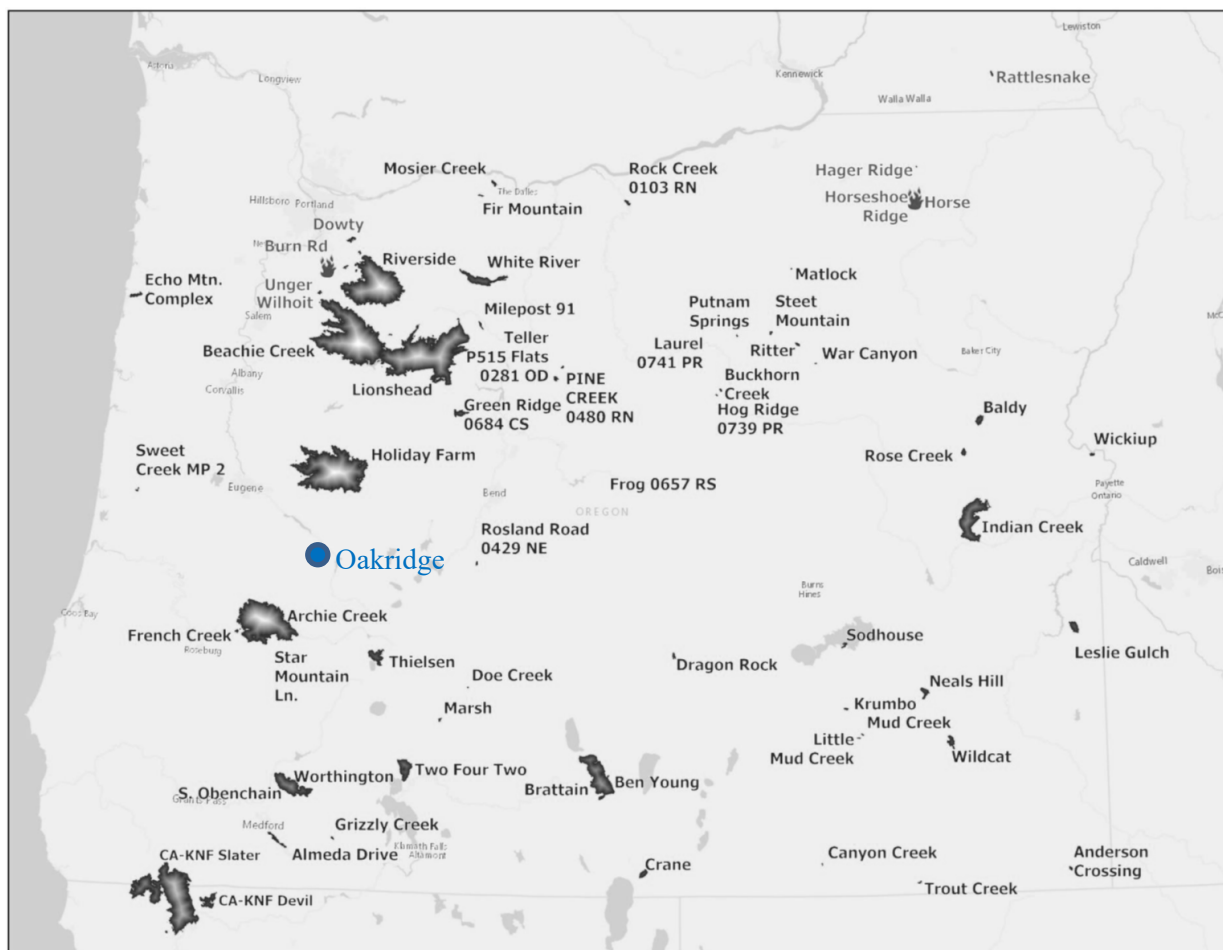 Lewiston
Astoria
Longview
Kennewick
Rattlesnake
Walla Walla
Mosier Creek
The Dalles
Rock Creek
0103 RN
Hager Ridge
Hillsboro
Portland
Fir Mountain
Horseshoe
Ridge
Horse
Dowty
Burn Rd
Riverside
White River
Echo Mtn.
Complex
Unger
Wilhoit
Matlock
Salem
Milepost 91
Putnam
Springs
Steet
Mountain
Beachie Creek
Teller
P515 Flats
0281 OD
Laurel
0741 PR
Ritter
War Canyon
Baker City
Albany
Corvallis
Lionshead
PINE
CREEK
0480 RN
Buckhorn
Creek
Green Ridge
0684 CS
Hog Ridge
0739 PR
Baldy
Sweet
Creek MP 2
Holiday Farm
Rose Creek
Wickiup
Eugene
Bend
Frog 0657 RS
Payette
Ontario
OREGON
Rosland Road
0429 NE
Indian Creek
Oakridge
Caldwell
Burns
Hines
Coos Bay
Archie Creek
French Creek
Roseburg
Sodhouse
Star
Mountain
Ln.
Thielsen
Dragon Rock
Leslie Gulch
Doe Creek
Neals Hill
Marsh
Krumbo
Mud Creek
Little
Mud Creek
Wildcat
Worthington
Two Four Two
Brattain
Ben Young
S. Obenchain
Grants Pass
Medford
Grizzly Creek
Almeda Drive
Klamath Falls
Altamont
CA-KNF Slater
Crane
Canyon Creek
Anderson
Crossing
CA-KNF Devil
Trout Creek